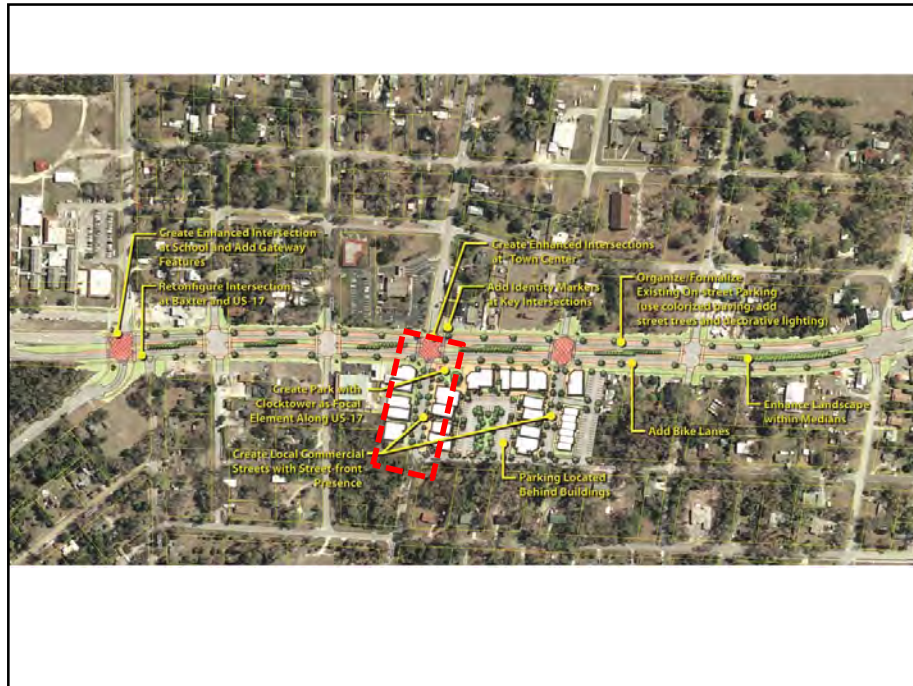 Create Enhanced Intersection
at School and Add Gateway
Features
Reconfigure Intersection
at Baxter and US-17
Create Enhanced Intersections
at "Town Center"
Add Identity Markers
at Key Intersections
Organize/Formalize
Existing On-street Parking
(use colorized paving, add
street trees and decorative lighting)
Create Park with
Clocktower as Focal
Element Along US-17
Create Local Commercial
Streets with Street-front
Presence
Parking Located
Behind Buildings
Add Bike Lanes
Enhance Landscape
within Medians